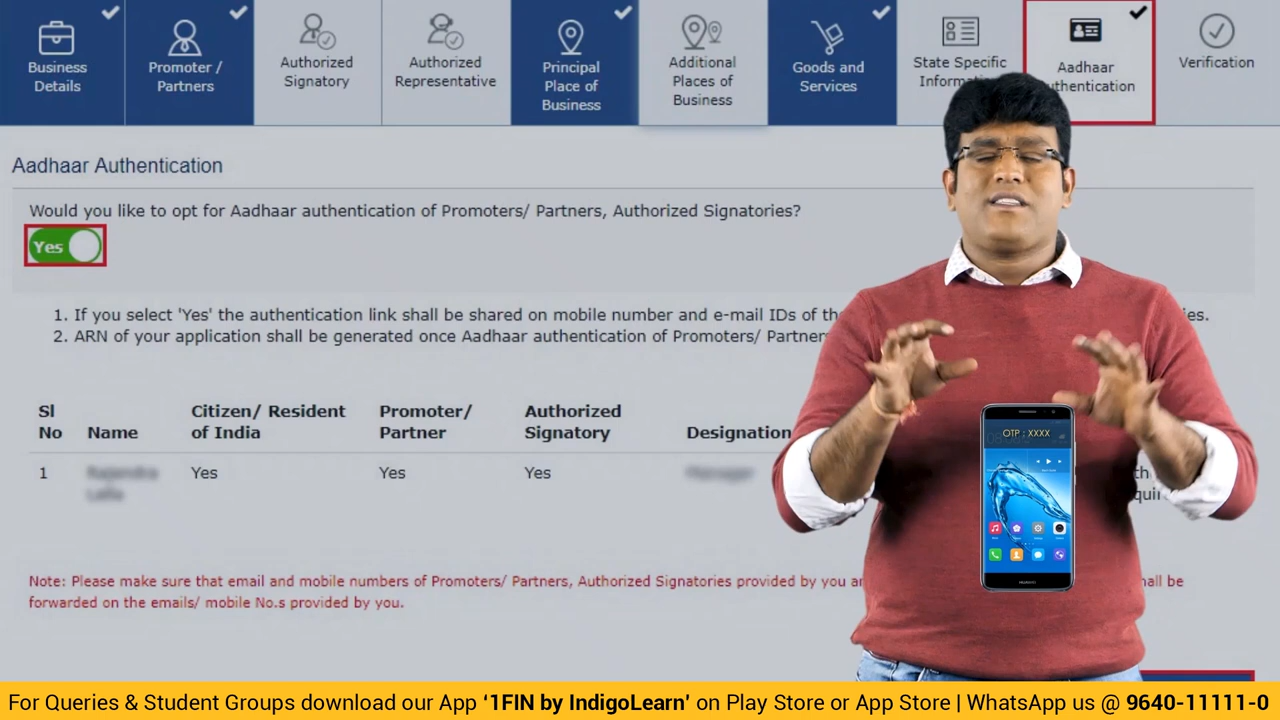 Business Details
Promoter / Partners
Authorized Signatory
Authorized Representative
Principal Place of Business
Additional Places of Business
Goods and Services
State Specific
Aadhaar
Verification
Aadhaar Authentication
Would you like to opt for Aadhaar authentication of Promoters/ Partners, Authorized Signatories?
Yes
1. If you select 'Yes' the authentication link shall be shared on mobile number and e-mail IDs of
2. ARN of your application shall be generated once Aadhaar authentication of Promoters/
Sl No
Name
Citizen/ Resident of India
Promoter/ Partner
Authorized Signatory
Designation
1
Yes
Yes
Yes
OTP : XXXX
Note: Please make sure that email and mobile numbers of Promoters/ Partners, Authorized Signatories provided by you
forwarded on the emails/ mobile No.s provided by you.
For Queries & Student Groups download our App ‘1FIN by IndigoLearn’ on Play Store or App Store | WhatsApp us @ 9640-11111-0